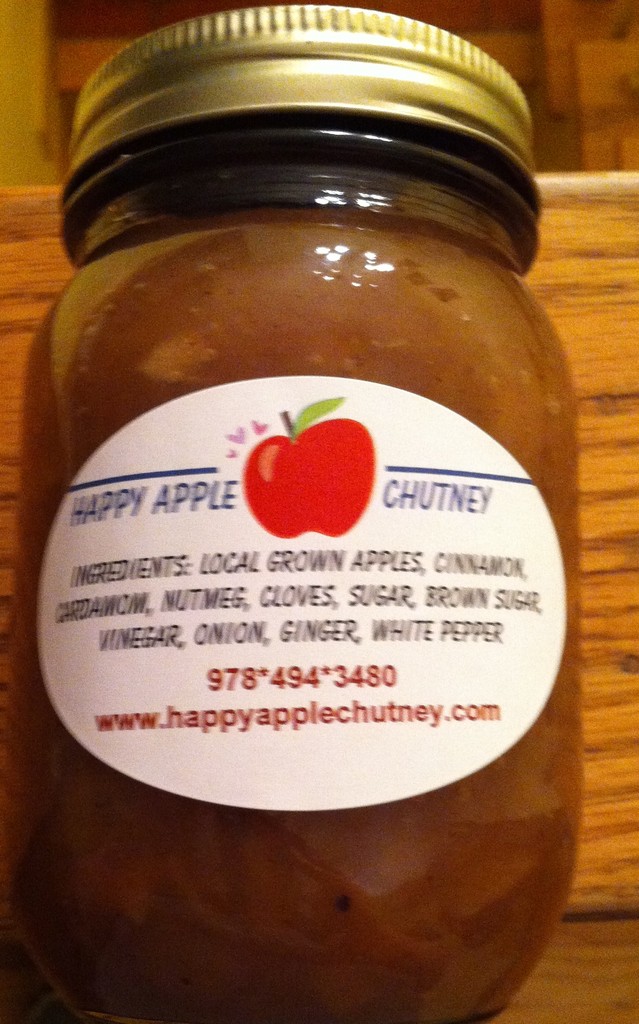 HAPPY APPLE CHUTNEY
INGREDIENTS: LOCAL GROWN APPLES, CINNAMON,
CARDAMOM, NUTMEG, CLOVES, SUGAR, BROWN SUGAR,
VINEGAR, ONION, GINGER, WHITE PEPPER
978*494*3480
www.happyapplechutney.com